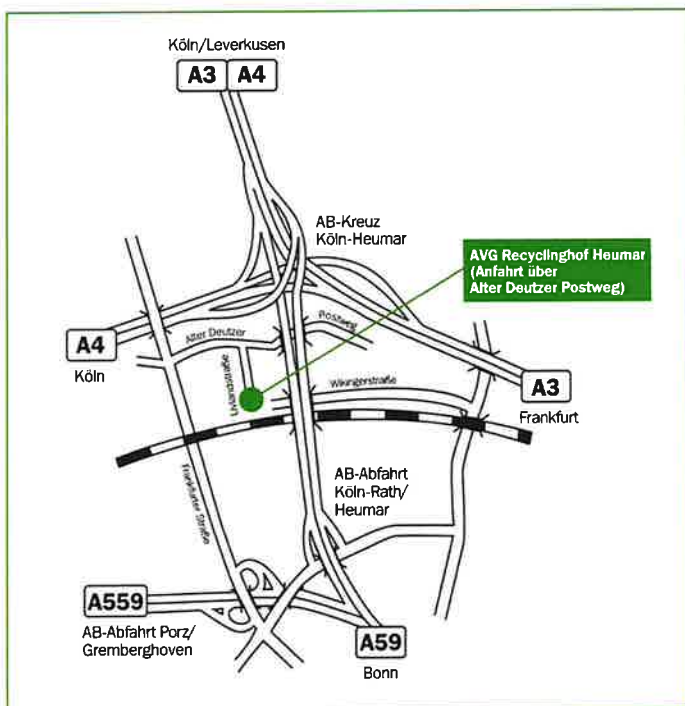 Köln/Leverkusen
A3 A4
AB-Kreuz
Köln-Heumar
AVG Recyclinghof Heumar
(Anfahrt über
Alter Deutzer Postweg)
A4
Köln
Alter Deutzer
Postweg
Livlandstraße
Wikingerstraße
A3
Frankfurt
Frankfurter Straße
AB-Abfahrt
Köln-Rath/
Heumar
A559
AB-Abfahrt Porz/
Gremberghoven
A59
Bonn